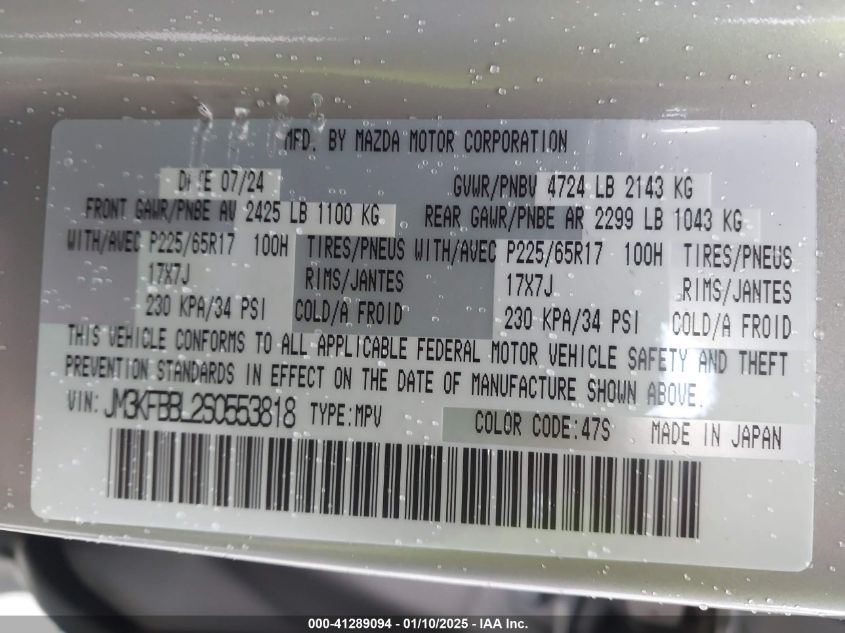 MFD. BY MAZDA MOTOR CORPORATION
DATE 07/24 GVWR/PNBV 4724 LB 2143 KG
FRONT GAWR/PNBE AV 2425 LB 1100 KG REAR GAWR/PNBE AR 2299 LB 1043 KG
WITH/AVEC P225/65R17 100H TIRES/PNEUS WITH/AVEC P225/65R17 100H TIRES/PNEUS
17X7J RIMS/JANTES 17X7J RIMS/JANTES
230 KPA/34 PSI COLD/A FROID 230 KPA/34 PSI COLD/A FROID
THIS VEHICLE CONFORMS TO ALL APPLICABLE FEDERAL MOTOR VEHICLE SAFETY AND THEFT
PREVENTION STANDARDS IN EFFECT ON THE DATE OF MANUFACTURE SHOWN ABOVE.
VIN: JM3KFBBL2S0553818 TYPE:MPV COLOR CODE:47S MADE IN JAPAN
000-41289094 - 01/10/2025 - IAA Inc.